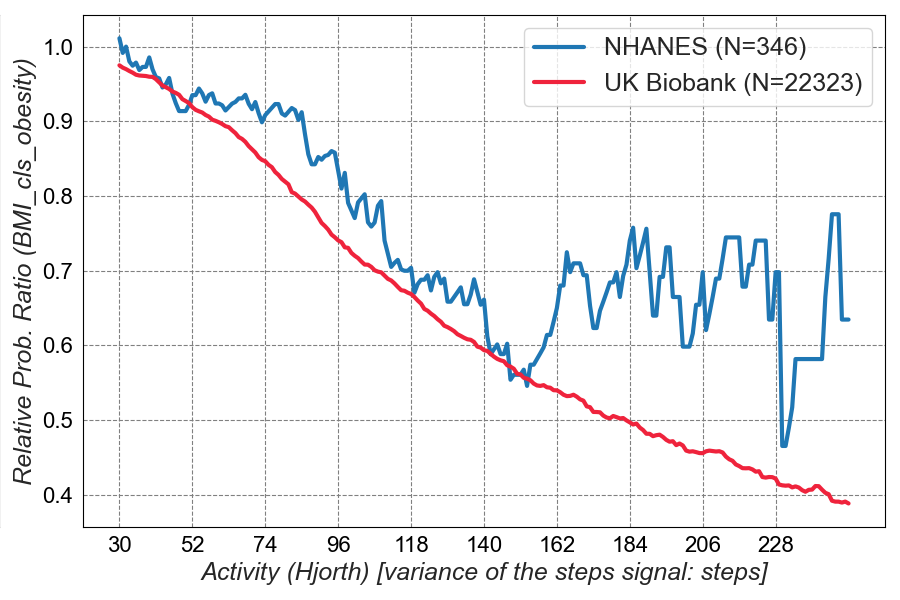 NHANES (N=346)
UK Biobank (N=22323)
Relative Prob. Ratio (BMI_cls_obesity)
1.0
0.9
0.8
0.7
0.6
0.5
0.4
30 52 74 96 118 140 162 184 206 228
Activity (Hjorth) [variance of the steps signal: steps]